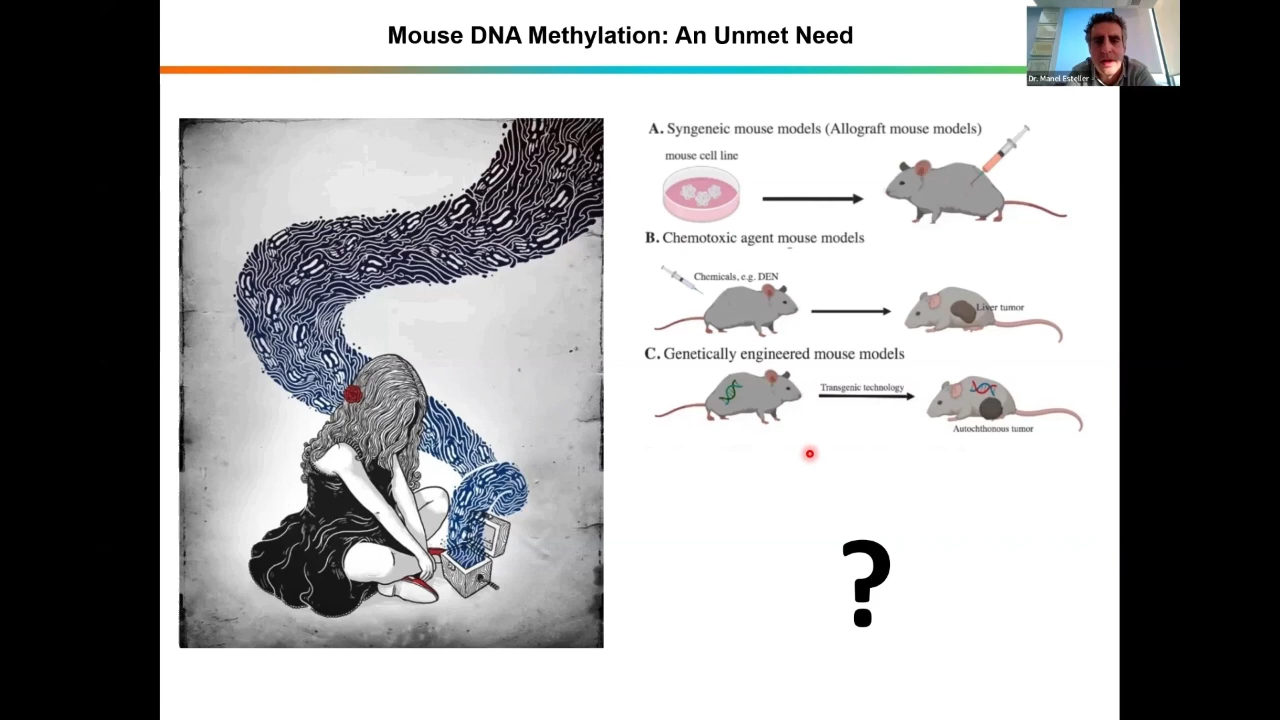 Mouse DNA Methylation: An Unmet Need
Dr. Manel Esteller
A. Syngeneic mouse models (Allograft mouse models)
mouse cell line
B. Chemotoxic agent mouse models
Chemicals, e.g. DEN
Liver tumor
C. Genetically engineered mouse models
Transgenic technology
Autochthonous tumor
?